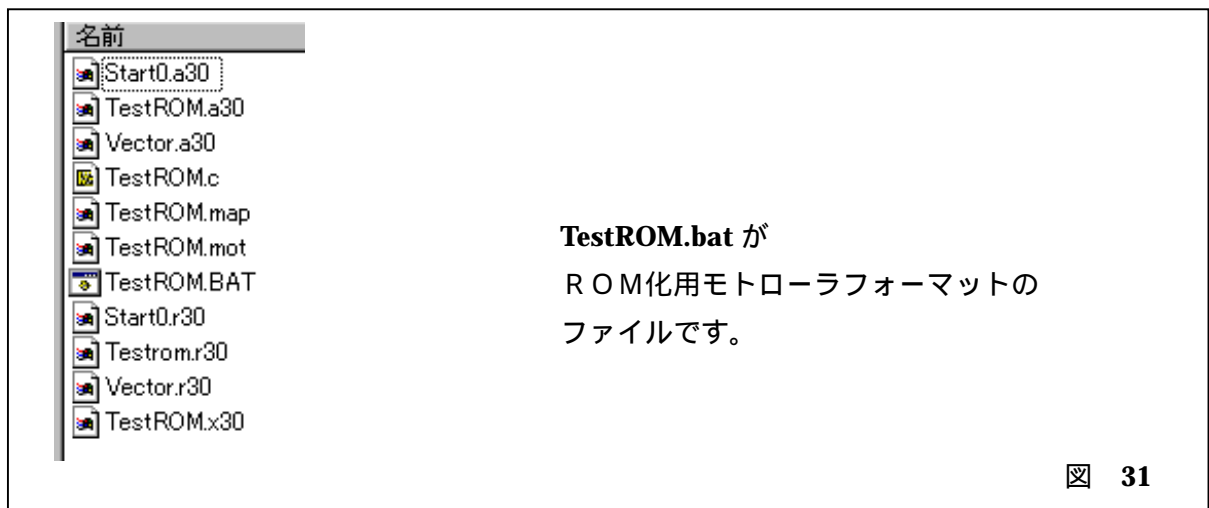 名前
Start0.a30
TestROM.a30
Vector.a30
TestROM.c
TestROM.map
TestROM.mot
TestROM.BAT
Start0.r30
Testrom.r30
Vector.r30
TestROM.x30
TestROM.bat が
ＲＯＭ化用モトローラフォーマットの
ファイルです。
図 31